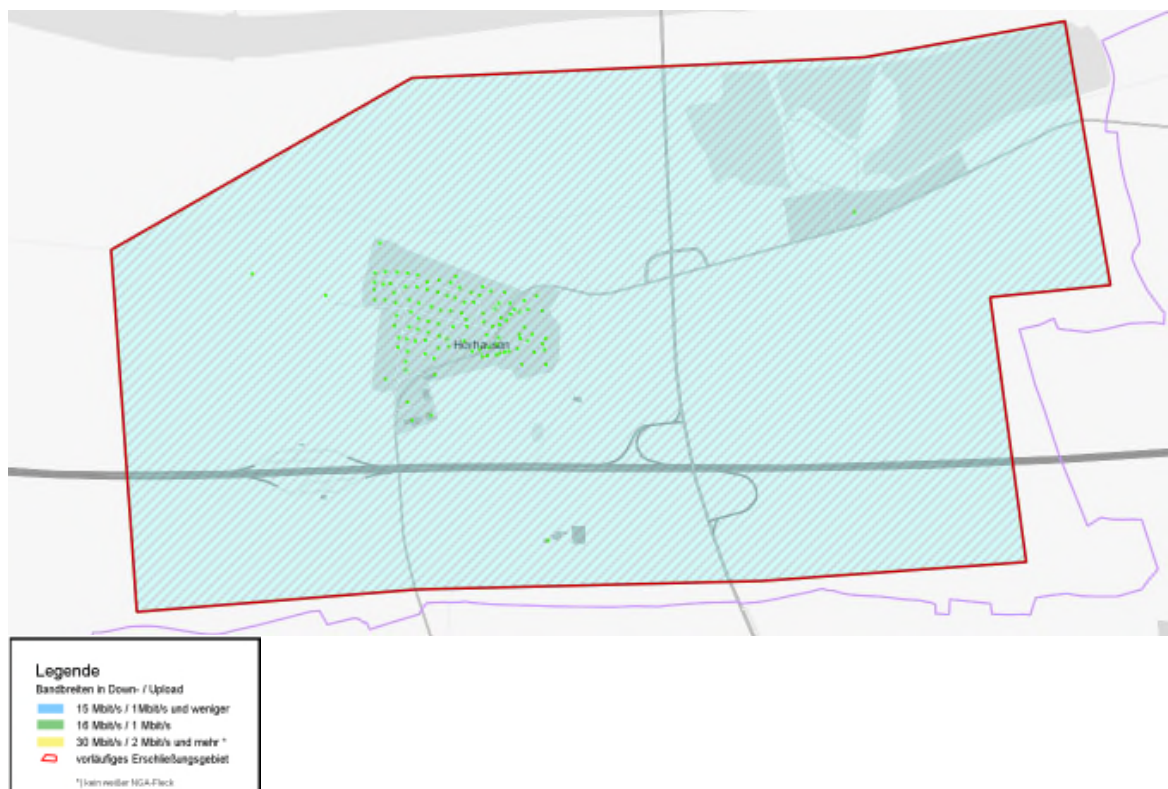 Hörhausen
Legende
Bandbreiten in Down- / Upload
15 Mbit/s / 1Mbit/s und weniger
16 Mbit/s / 1 Mbit/s
30 Mbit/s / 2 Mbit/s und mehr *
vorläufiges Erschließungsgebiet
*) kein weißer NGA-Fleck